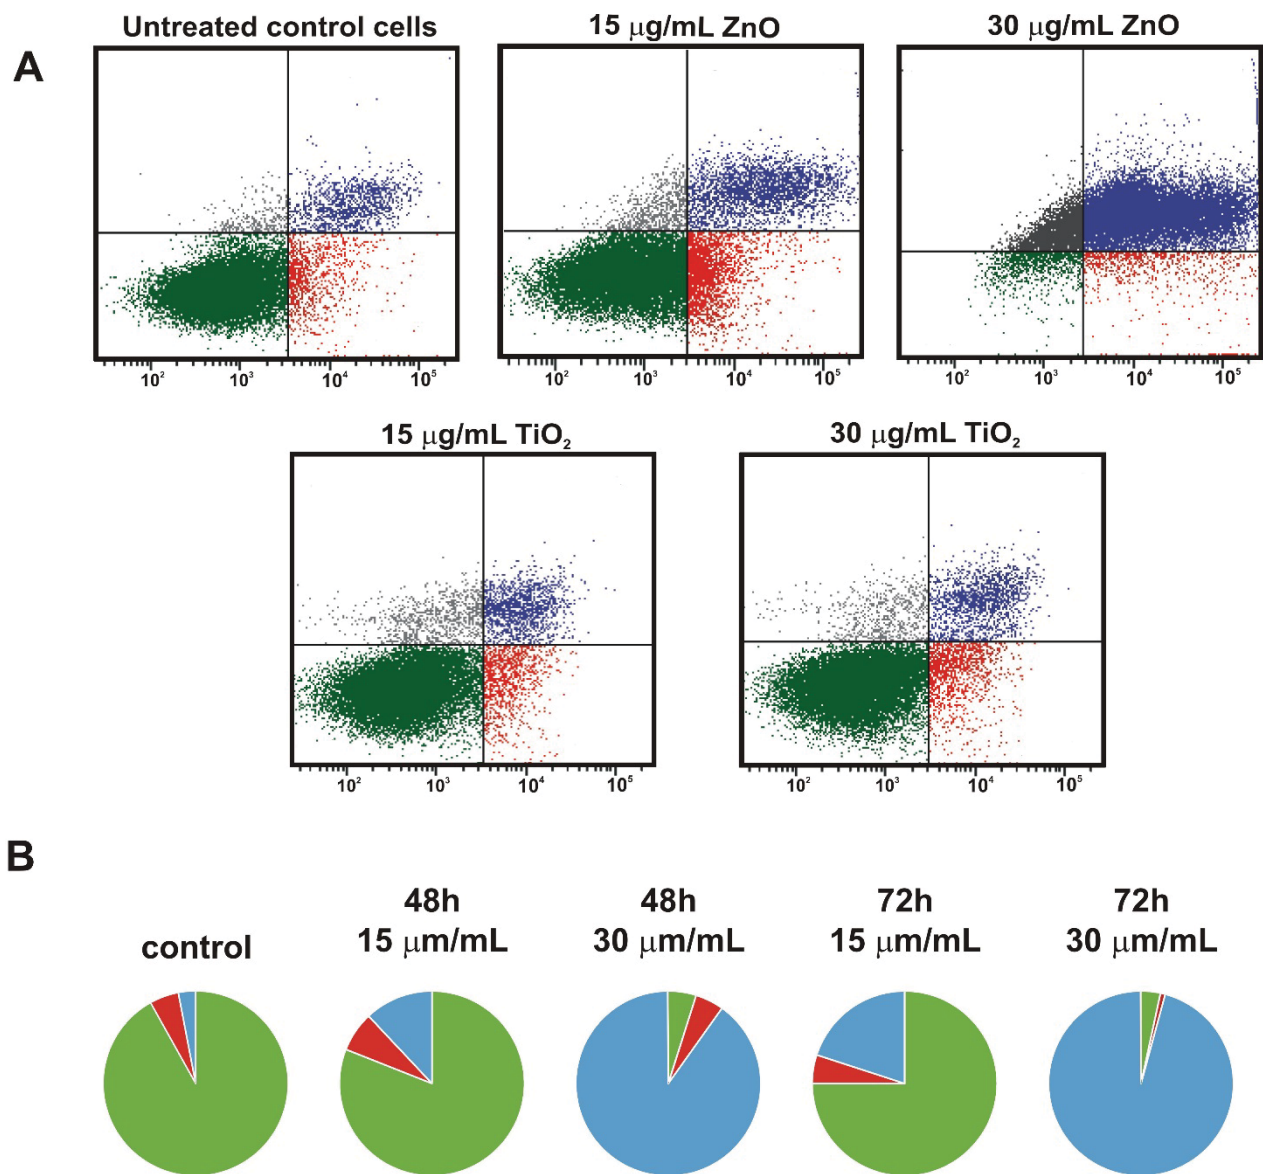 A
Untreated control cells
15 μg/mL ZnO
30 μg/mL ZnO
10² 10³ 10⁴ 10⁵
10² 10³ 10⁴ 10⁵
10² 10³ 10⁴ 10⁵
15 μg/mL TiO₂
30 μg/mL TiO₂
10² 10³ 10⁴ 10⁵
10² 10³ 10⁴ 10⁵
B
control
48h
15 μm/mL
48h
30 μm/mL
72h
15 μm/mL
72h
30 μm/mL